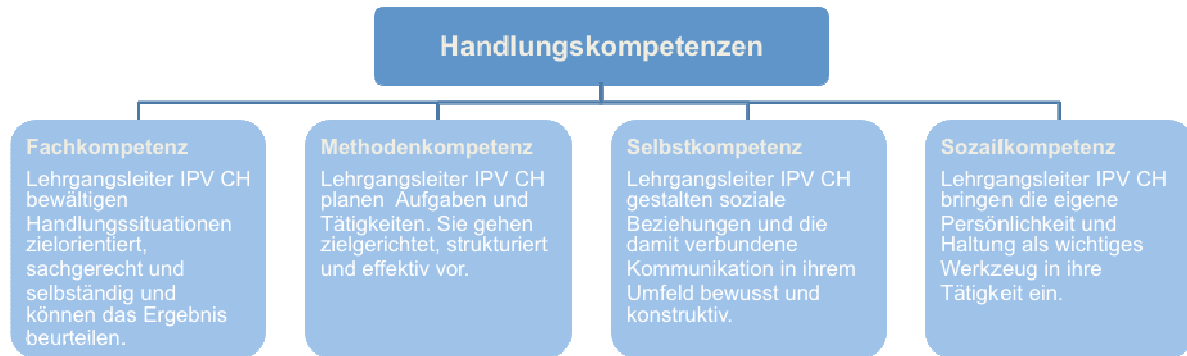 Handlungskompetenzen
Fachkompetenz
Lehrgangsleiter IPV CH
bewältigen
Handlungssituationen
zielorientiert,
sachgerecht und
selbständig und
können das Ergebnis
beurteilen.
Methodenkompetenz
Lehrgangsleiter IPV CH
planen Aufgaben und
Tätigkeiten. Sie gehen
zielgerichtet, strukturiert
und effektiv vor.
Selbstkompetenz
Lehrgangsleiter IPV CH
gestalten soziale
Beziehungen und die
damit verbundene
Kommunikation in ihrem
Umfeld bewusst und
konstruktiv.
Sozailkompetenz
Lehrgangsleiter IPV CH
bringen die eigene
Persönlichkeit und
Haltung als wichtiges
Werkzeug in ihre
Tätigkeit ein.